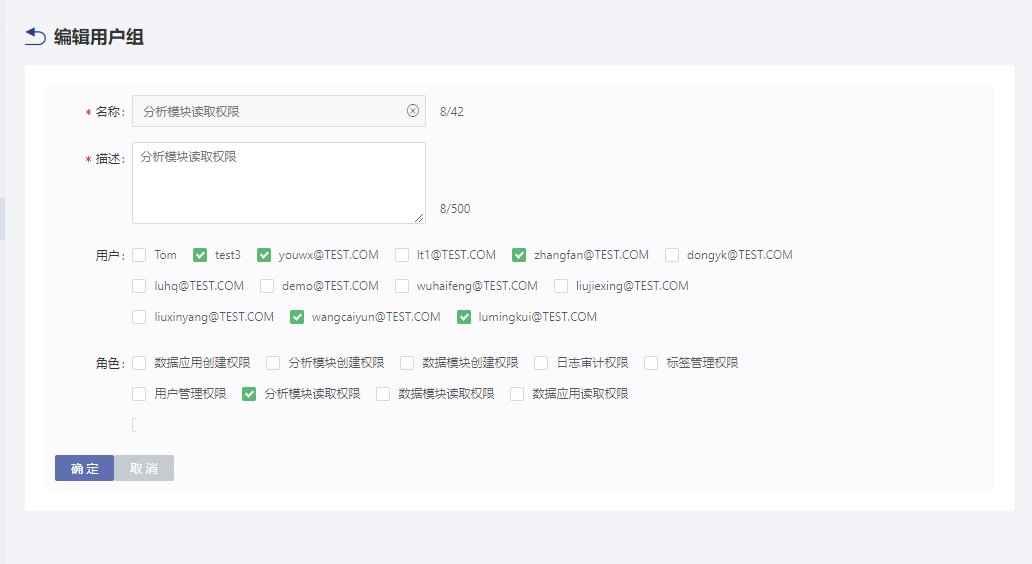 编辑用户组
* 名称: 分析模块读取权限 8/42
* 描述: 分析模块读取权限
8/500
用户: Tom test3 youwx@TEST.COM lt1@TEST.COM zhangfan@TEST.COM dongyk@TEST.COM
luhq@TEST.COM demo@TEST.COM wuhaifeng@TEST.COM liujiexing@TEST.COM
liuxinyang@TEST.COM wangcaiyun@TEST.COM lumingkui@TEST.COM
角色: 数据应用创建权限 分析模块创建权限 数据模块创建权限 日志审计权限 标签管理权限
用户管理权限 分析模块读取权限 数据模块读取权限 数据应用读取权限
确定 取消